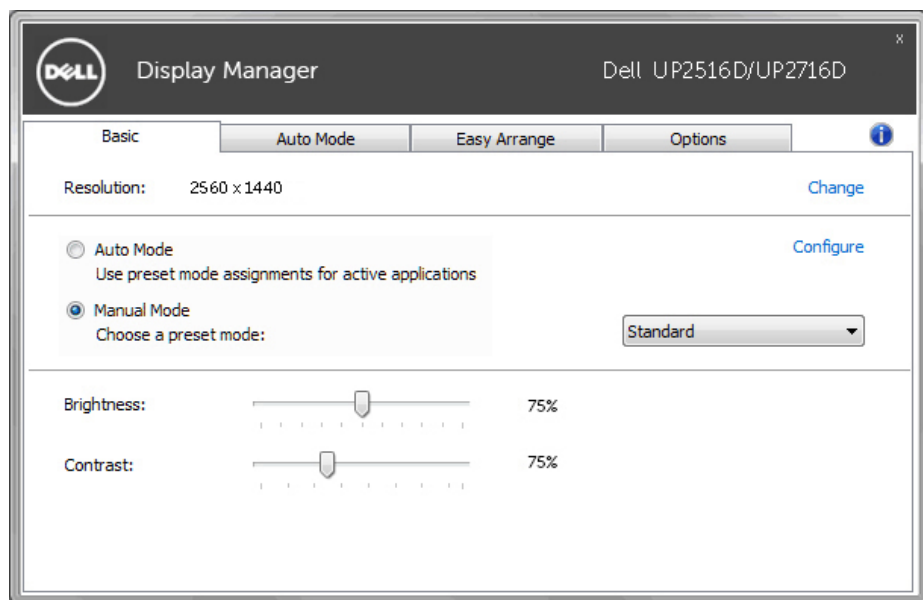 x
DELL Display Manager Dell UP2516D/UP2716D
Basic Auto Mode Easy Arrange Options i
Resolution: 2560 x 1440 Change
Auto Mode Configure
Use preset mode assignments for active applications
Manual Mode
Choose a preset mode: Standard
Brightness: 75%
Contrast: 75%